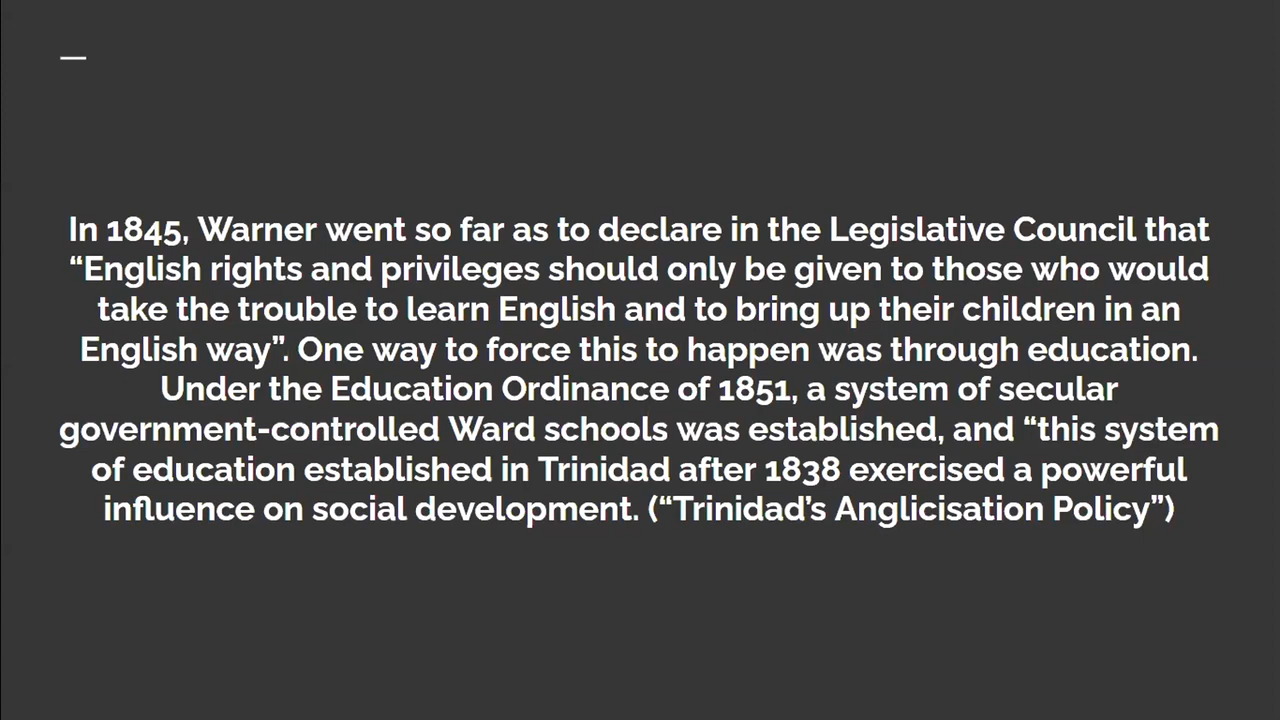 In 1845, Warner went so far as to declare in the Legislative Council that
“English rights and privileges should only be given to those who would
take the trouble to learn English and to bring up their children in an
English way”. One way to force this to happen was through education.
Under the Education Ordinance of 1851, a system of secular
government-controlled Ward schools was established, and “this system
of education established in Trinidad after 1838 exercised a powerful
influence on social development. (“Trinidad’s Anglicisation Policy”)